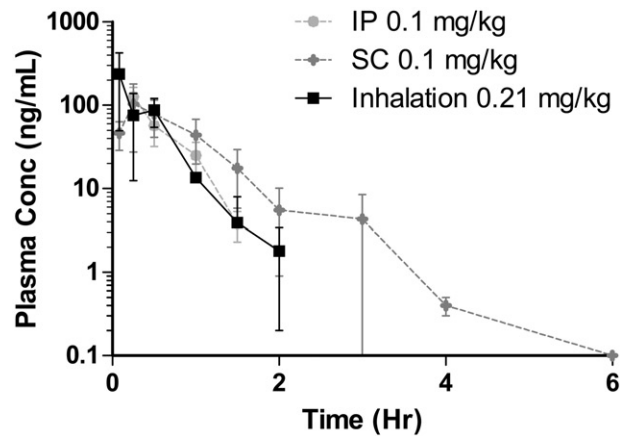 IP 0.1 mg/kg
SC 0.1 mg/kg
Inhalation 0.21 mg/kg
Plasma Conc (ng/mL)
1000
100
10
1
0.1
0
2
4
6
Time (Hr)